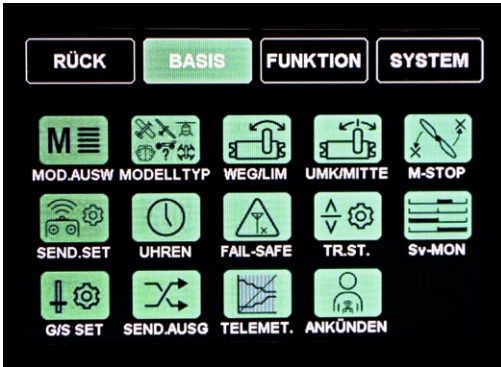 RÜCK BASIS FUNKTION SYSTEM
M
MOD.AUSW MODELLTYP WEG/LIM UMK/MITTE M-STOP
SEND.SET UHREN FAIL-SAFE TR.ST. Sv-MON
G/S SET SEND.AUSG TELEMET. ANKÜNDEN